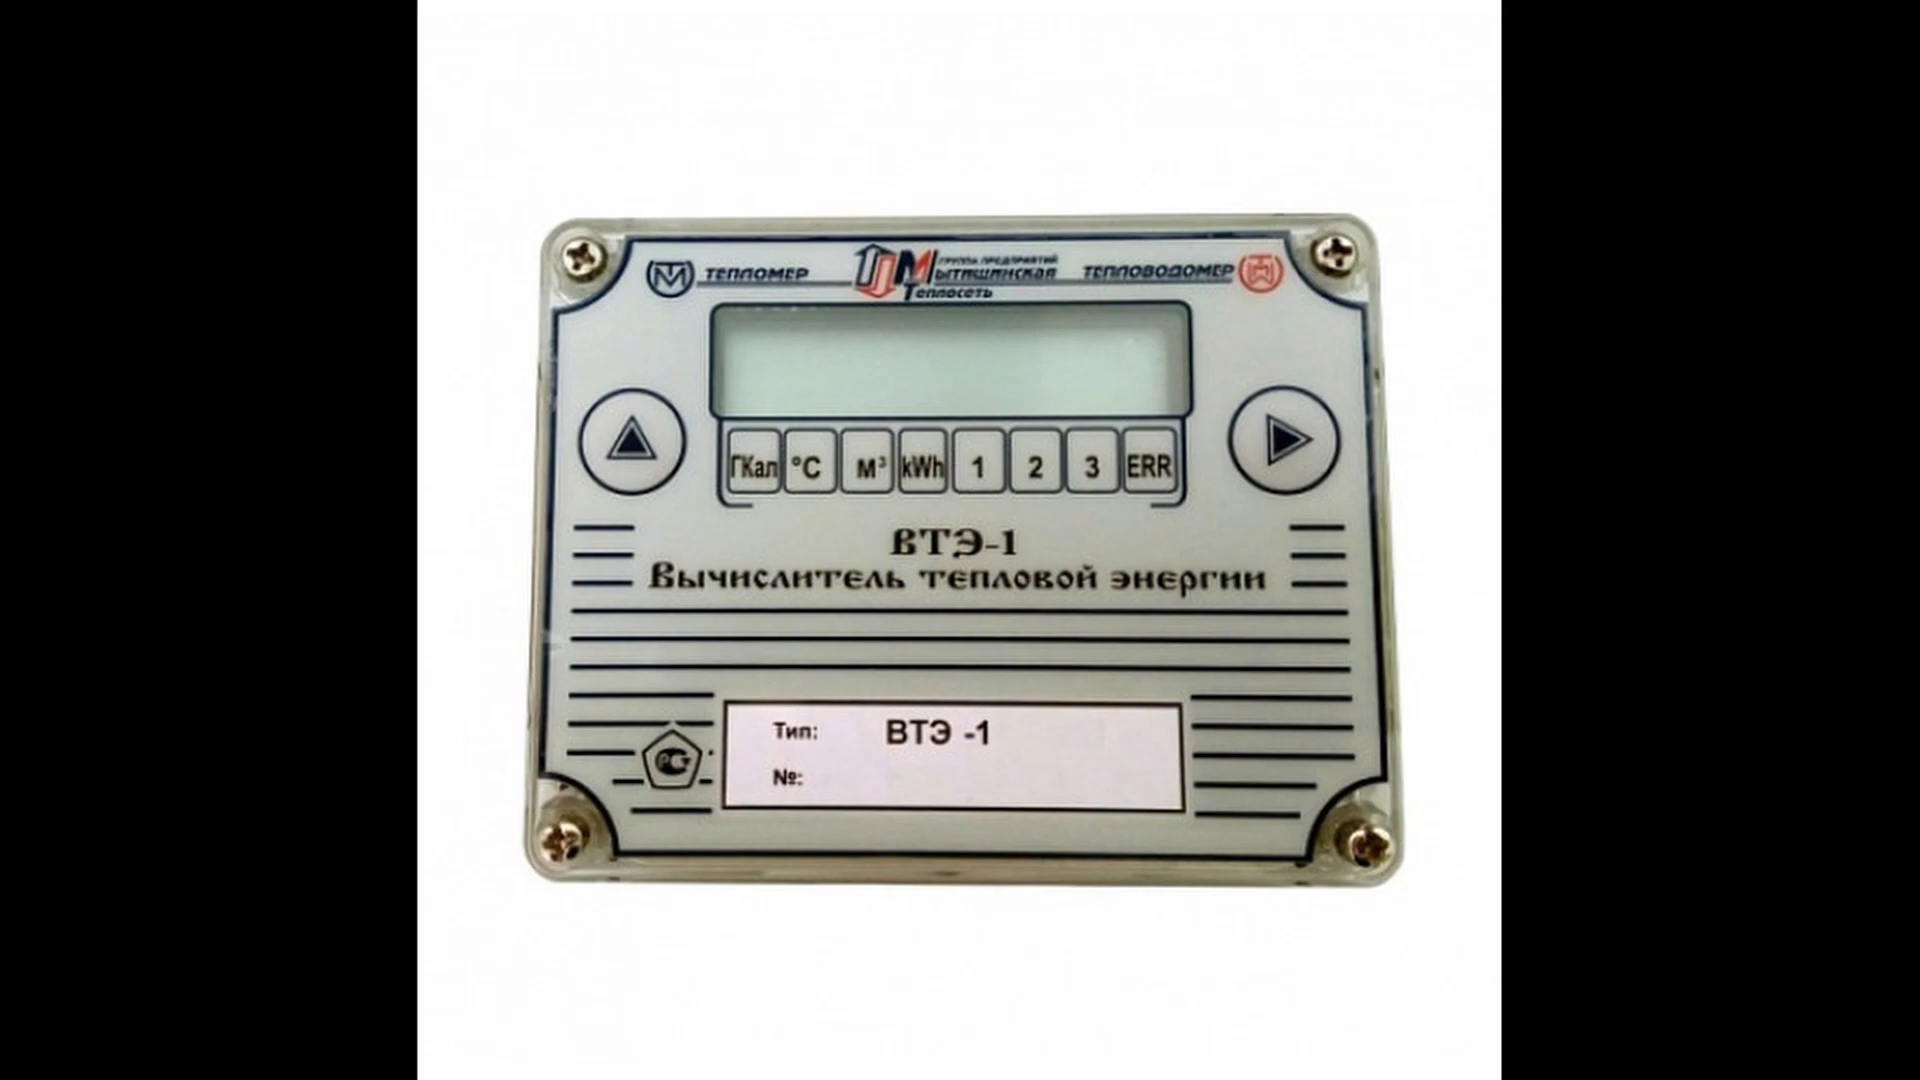 ТЕПЛОМЕР
ГРУППА ПРЕДПРИЯТИЙ
Мытищинская
Теплосеть
ТЕПЛОВОДОМЕР
ГКал °C м³ kWh 1 2 3 ERR
ВТЭ-1
Вычислитель тепловой энергии
Тип: ВТЭ -1
№: